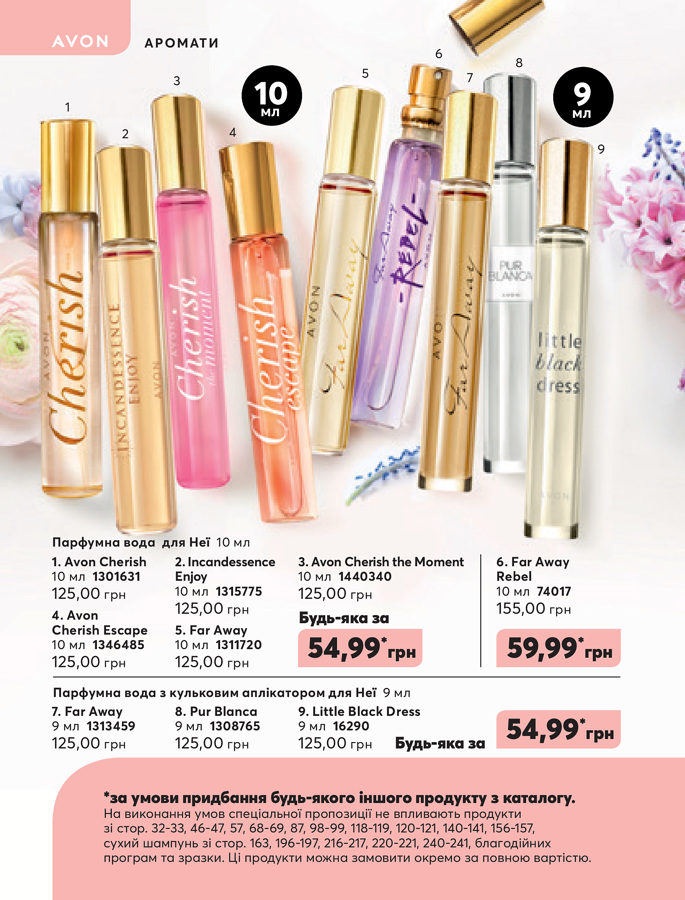 AVON
АРОМАТИ
1
2
3
4
10
МЛ
5
6
7
8
9
МЛ
9
AVON
Cherish
INCANDESSENCE
ENJOY
AVON
AVON
Cherish
the moment
AVON
Cherish
escape
AVON
Far Away
Far Away
-REBEL-
AVON
AVON
Far Away
PUR
BLANCA
AVON
little
black
dress
AVON
Парфумна вода для Неї 10 мл
1. Avon Cherish
10 мл 1301631
125,00 грн
2. Incandessence
Enjoy
10 мл 1315775
125,00 грн
3. Avon Cherish the Moment
10 мл 1440340
125,00 грн
4. Avon
Cherish Escape
10 мл 1346485
125,00 грн
5. Far Away
10 мл 1311720
125,00 грн
Будь-яка за
54,99* грн
6. Far Away
Rebel
10 мл 74017
155,00 грн
59,99* грн
Парфумна вода з кульковим аплікатором для Неї 9 мл
7. Far Away
9 мл 1313459
125,00 грн
8. Pur Blanca
9 мл 1308765
125,00 грн
9. Little Black Dress
9 мл 16290
125,00 грн
Будь-яка за
54,99* грн
*за умови придбання будь-якого іншого продукту з каталогу.
На виконання умов спеціальної пропозиції не впливають продукти
зі стор. 32-33, 46-47, 57, 68-69, 87, 98-99, 118-119, 120-121, 140-141, 156-157,
сухий шампунь зі стор. 163, 196-197, 216-217, 220-221, 240-241, благодійних
програм та зразки. Ці продукти можна замовити окремо за повною вартістю.